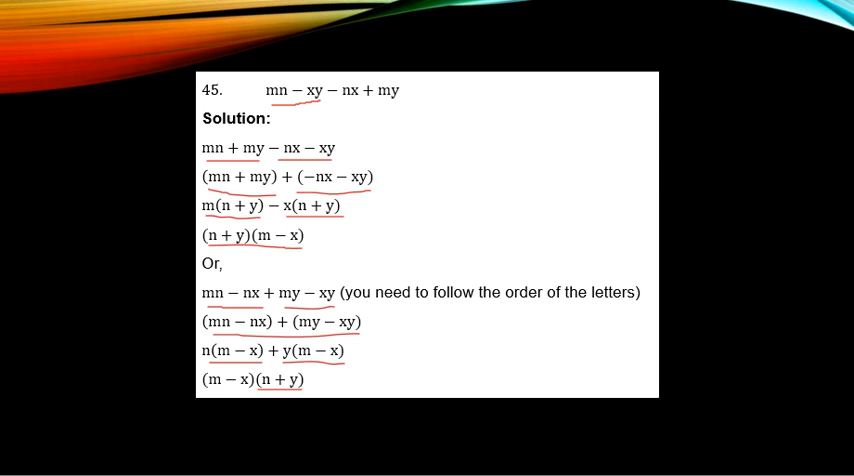 45. mn − xy − nx + my
Solution:
mn + my − nx − xy
(mn + my) + (−nx − xy)
m(n + y) − x(n + y)
(n + y)(m − x)
Or,
mn − nx + my − xy (you need to follow the order of the letters)
(mn − nx) + (my − xy)
n(m − x) + y(m − x)
(m − x)(n + y)